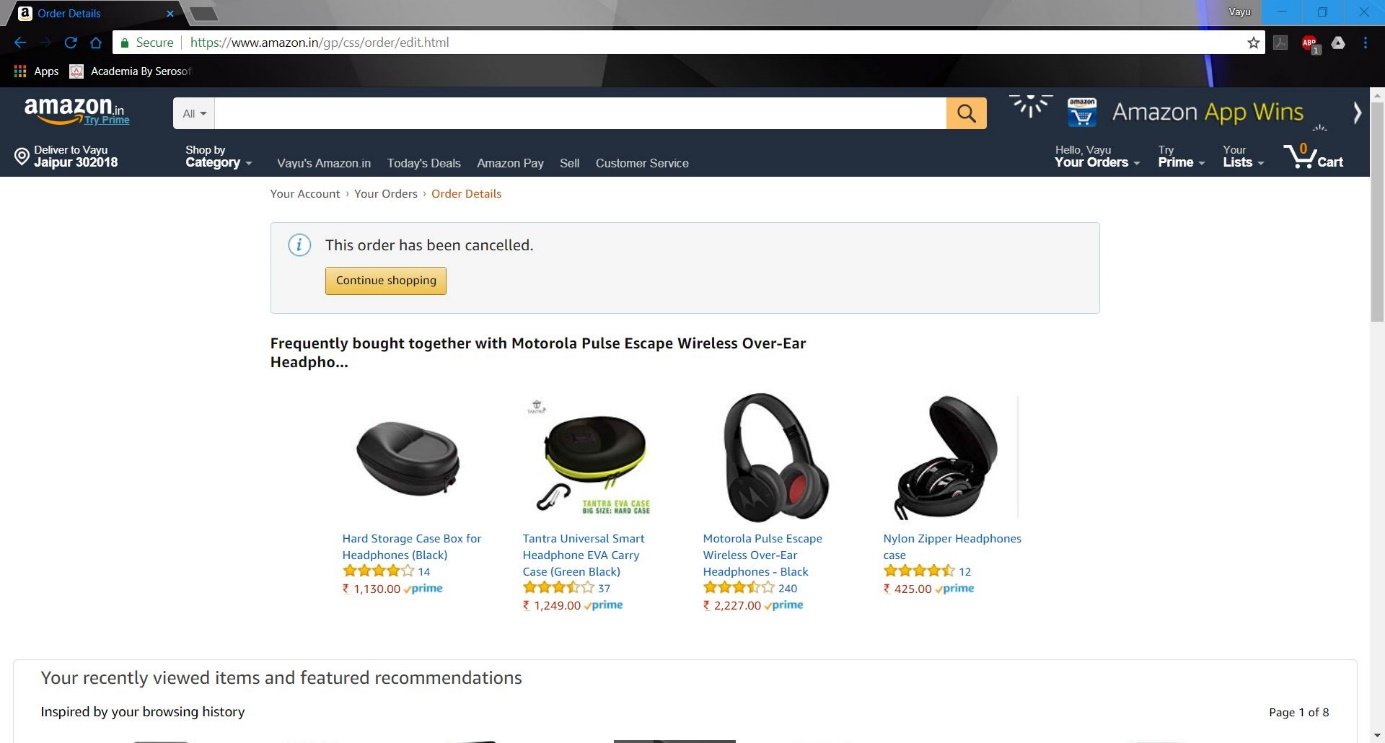 Order Details
Vayu
Secure
https://www.amazon.in/gp/css/order/edit.html
ABP
1
Apps
Academia By Serosof
amazon.in
Try Prime
All
amazon
Amazon App Wins
Deliver to Vayu
Jaipur 302018
Shop by
Category
Vayu's Amazon.in
Today's Deals
Amazon Pay
Sell
Customer Service
Hello, Vayu
Your Orders
Try
Prime
Your
Lists
0
Cart
Your Account › Your Orders › Order Details
This order has been cancelled.
Continue shopping
Frequently bought together with Motorola Pulse Escape Wireless Over-Ear
Headpho...
TANTRA EVA CASE
BIG SIZE: HARD CASE
Hard Storage Case Box for
Headphones (Black)
14
₹ 1,130.00 prime
Tantra Universal Smart
Headphone EVA Carry
Case (Green Black)
37
₹ 1,249.00 prime
Motorola Pulse Escape
Wireless Over-Ear
Headphones - Black
240
₹ 2,227.00 prime
Nylon Zipper Headphones
case
12
₹ 425.00 prime
Your recently viewed items and featured recommendations
Inspired by your browsing history
Page 1 of 8